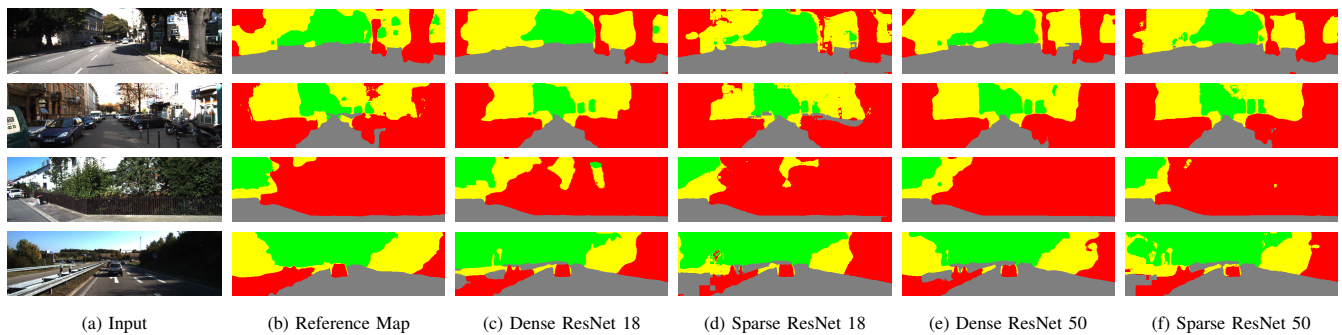 (a) Input
(b) Reference Map
(c) Dense ResNet 18
(d) Sparse ResNet 18
(e) Dense ResNet 50
(f) Sparse ResNet 50